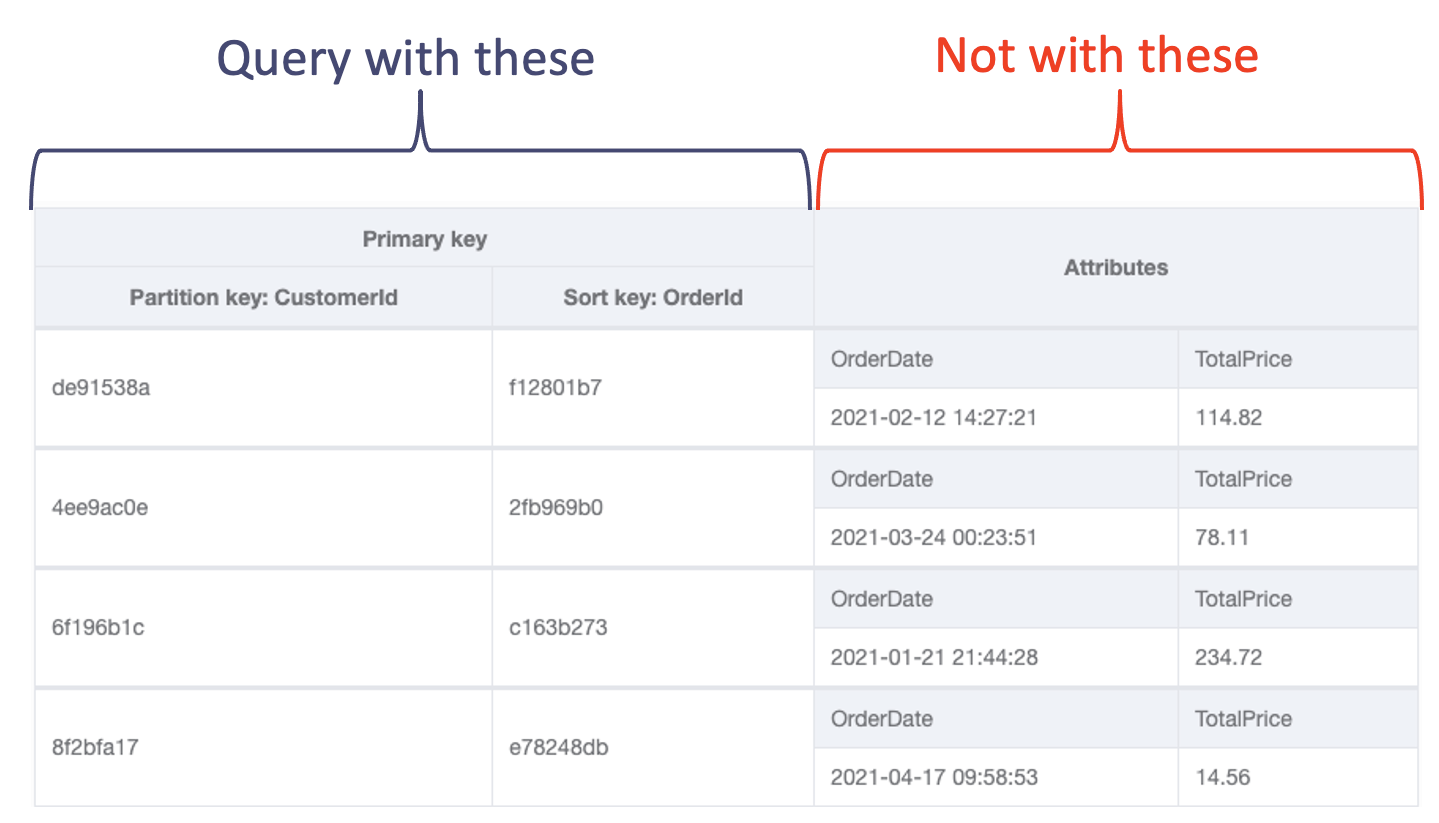 Query with these
Not with these
Primary key
Attributes
Partition key: CustomerId
Sort key: OrderId
de91538a
f12801b7
OrderDate
TotalPrice
2021-02-12 14:27:21
114.82
4ee9ac0e
2fb969b0
OrderDate
TotalPrice
2021-03-24 00:23:51
78.11
6f196b1c
c163b273
OrderDate
TotalPrice
2021-01-21 21:44:28
234.72
8f2bfa17
e78248db
OrderDate
TotalPrice
2021-04-17 09:58:53
14.56